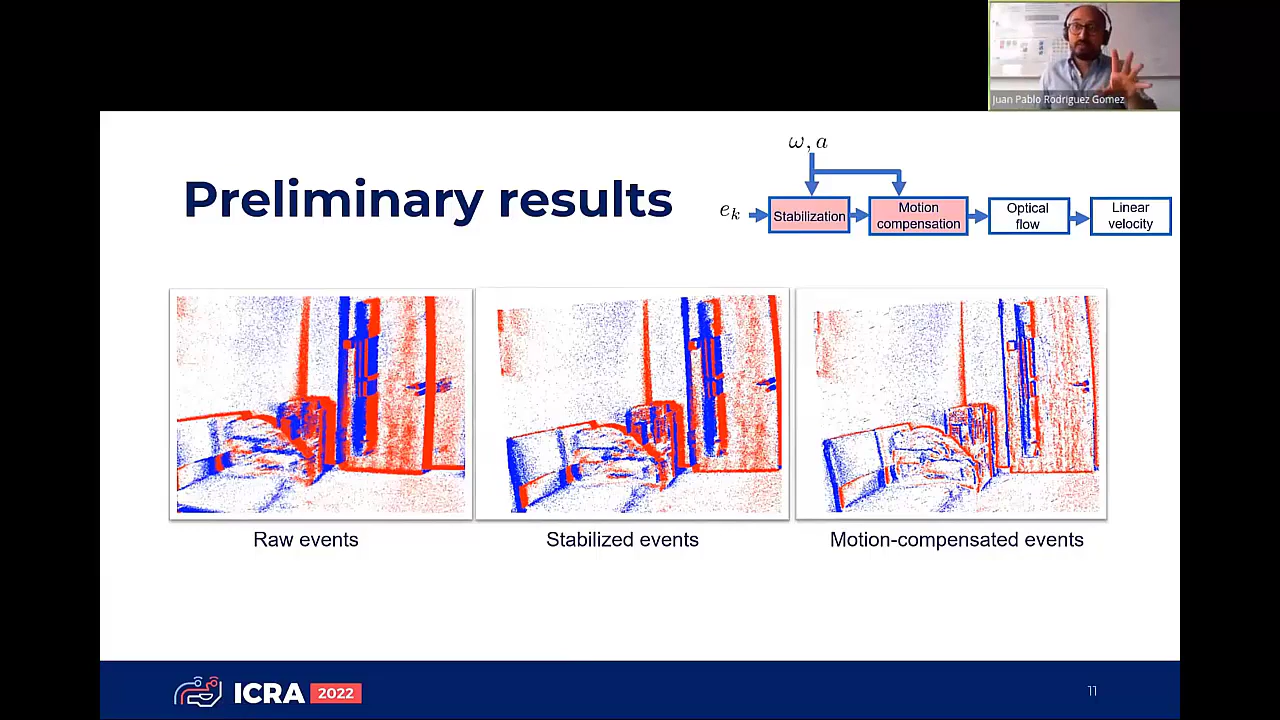 Juan Pablo Rodriguez Gomez
ω, a
Preliminary results
e_k
Stabilization
Motion
compensation
Optical
flow
Linear
velocity
Raw events
Stabilized events
Motion-compensated events
ICRA 2022
11